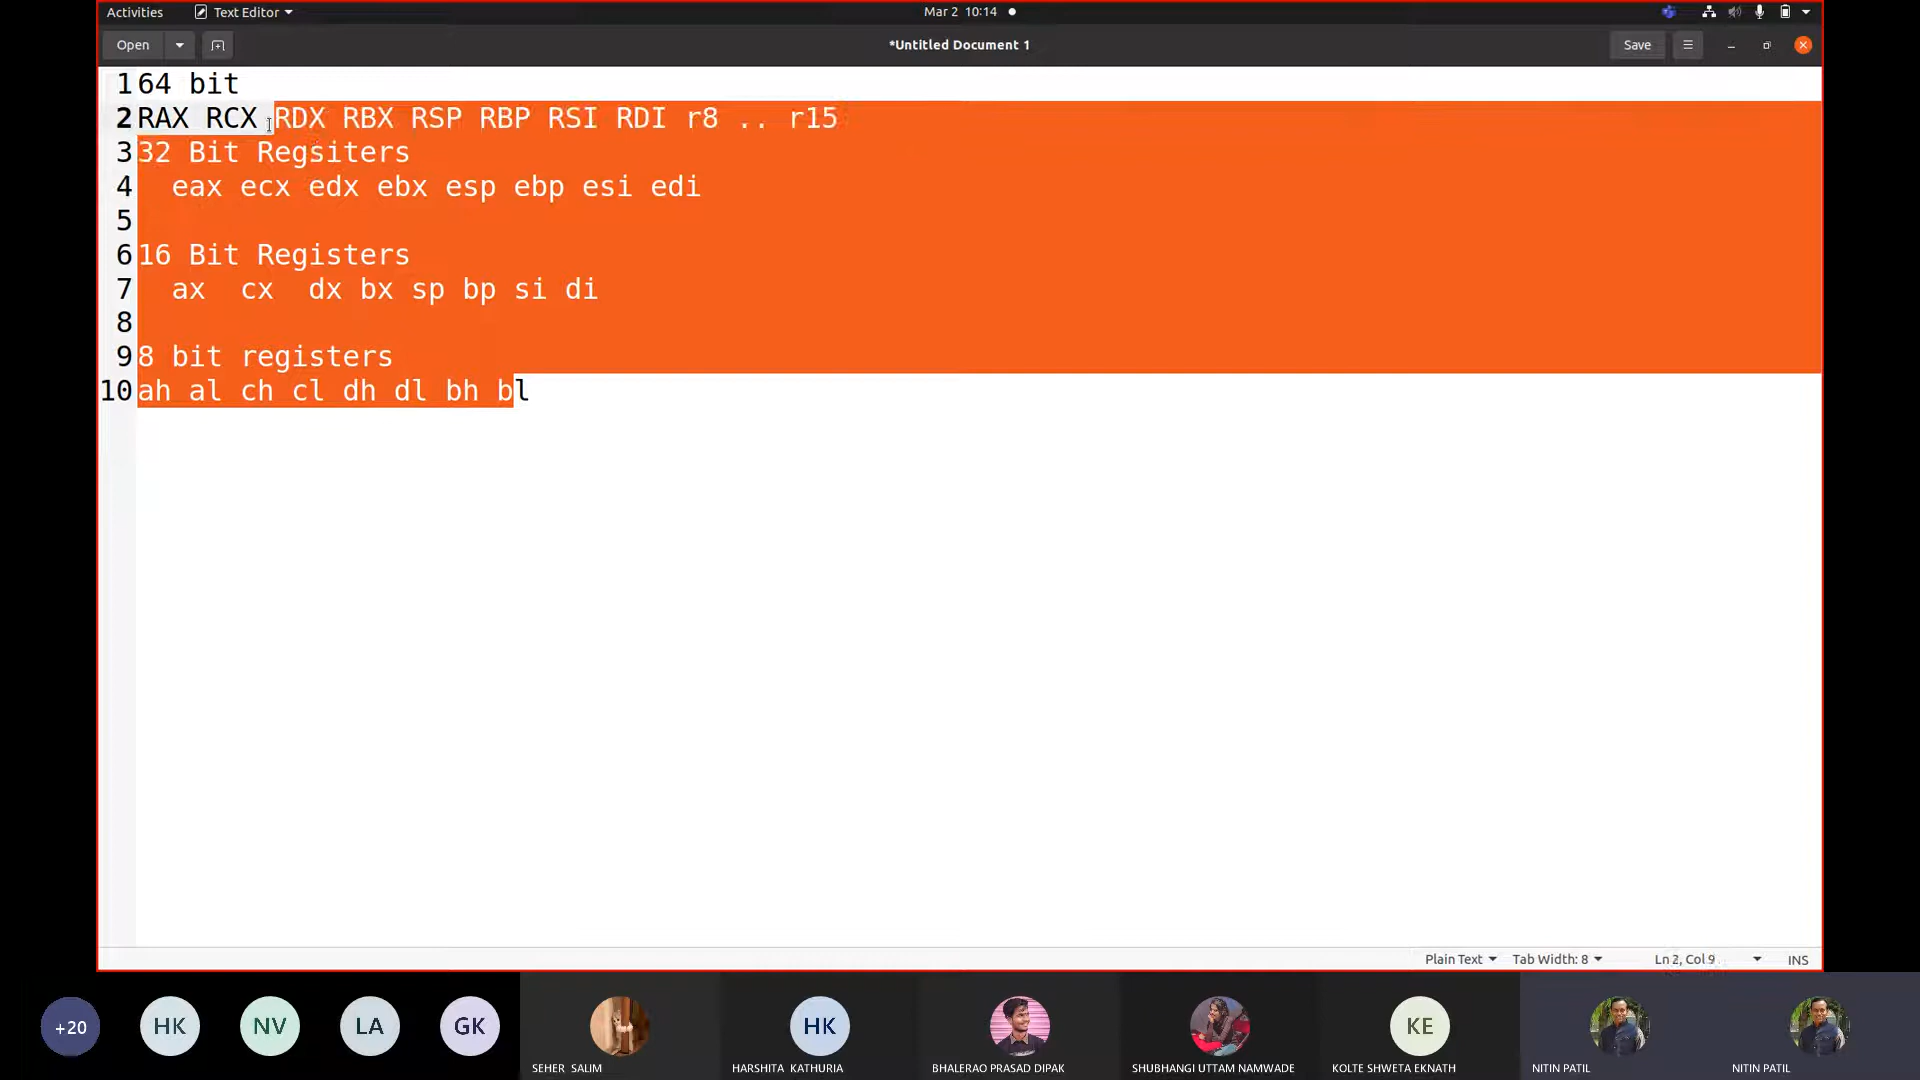 Activities Text Editor Mar 2 10:14
Open *Untitled Document 1 Save
1 64 bit
2 RAX RCX RDX RBX RSP RBP RSI RDI r8 .. r15
3 32 Bit Regsiters
4 eax ecx edx ebx esp ebp esi edi
5
6 16 Bit Registers
7 ax cx dx bx sp bp si di
8
9 8 bit registers
10 ah al ch cl dh dl bh bl
Plain Text Tab Width: 8 Ln 2, Col 9 INS
+20 HK NV LA GK HK KE
SEHER SALIM HARSHITA KATHURIA BHALERAO PRASAD DIPAK SHUBHANGI UTTAM NAMWADE KOLTE SHWETA EKNATH NITIN PATIL NITIN PATIL